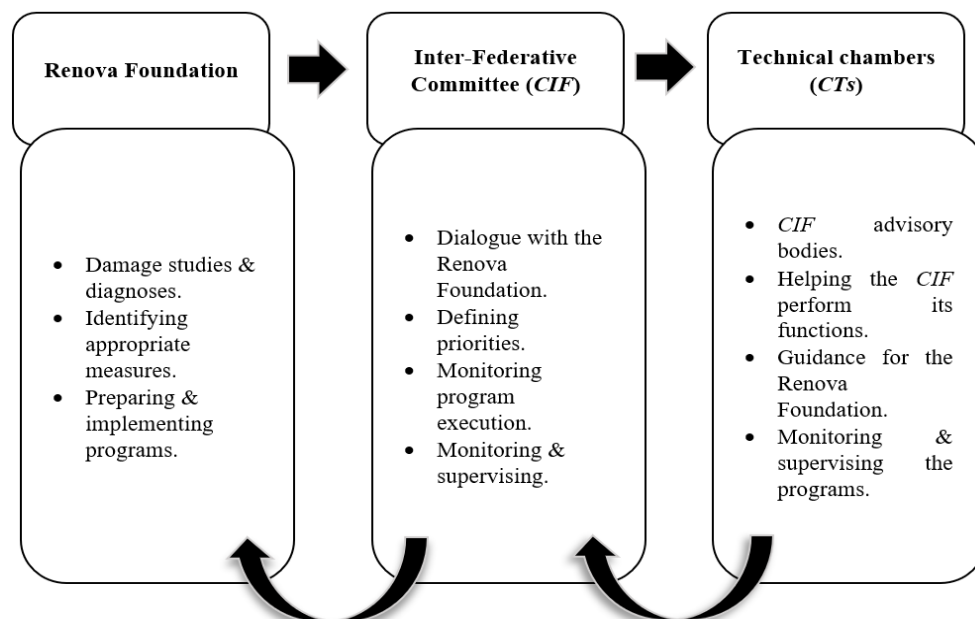 Renova Foundation
Inter-Federative
Committee (CIF)
Technical chambers
(CTs)
• Damage studies &
diagnoses.
• Identifying
appropriate
measures.
• Preparing &
implementing
programs.
• Dialogue with the
Renova
Foundation.
• Defining
priorities.
• Monitoring
program
execution.
• Monitoring &
supervising.
• CIF advisory
bodies.
• Helping the CIF
perform its
functions.
• Guidance for the
Renova
Foundation.
• Monitoring &
supervising the
programs.